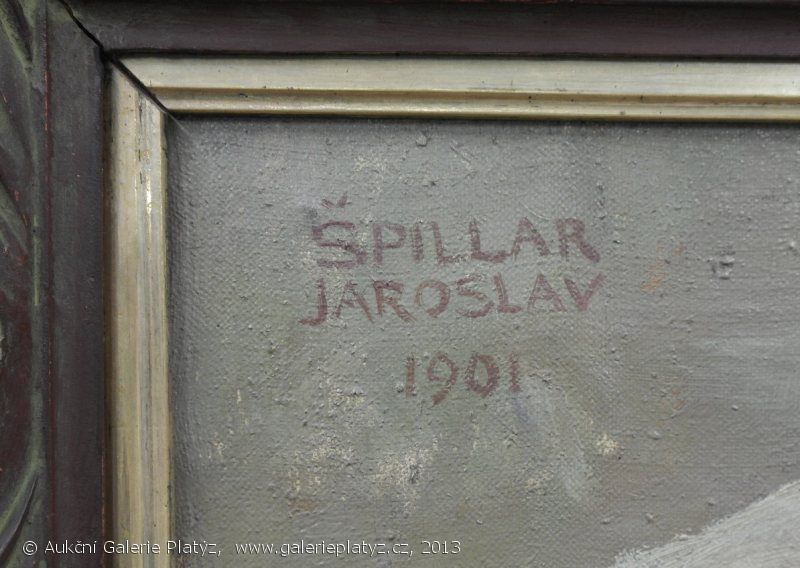 ŠPILLAR
JAROSLAV
1901
© Aukční Galerie Platýz, www.galerieplatyz.cz, 2013